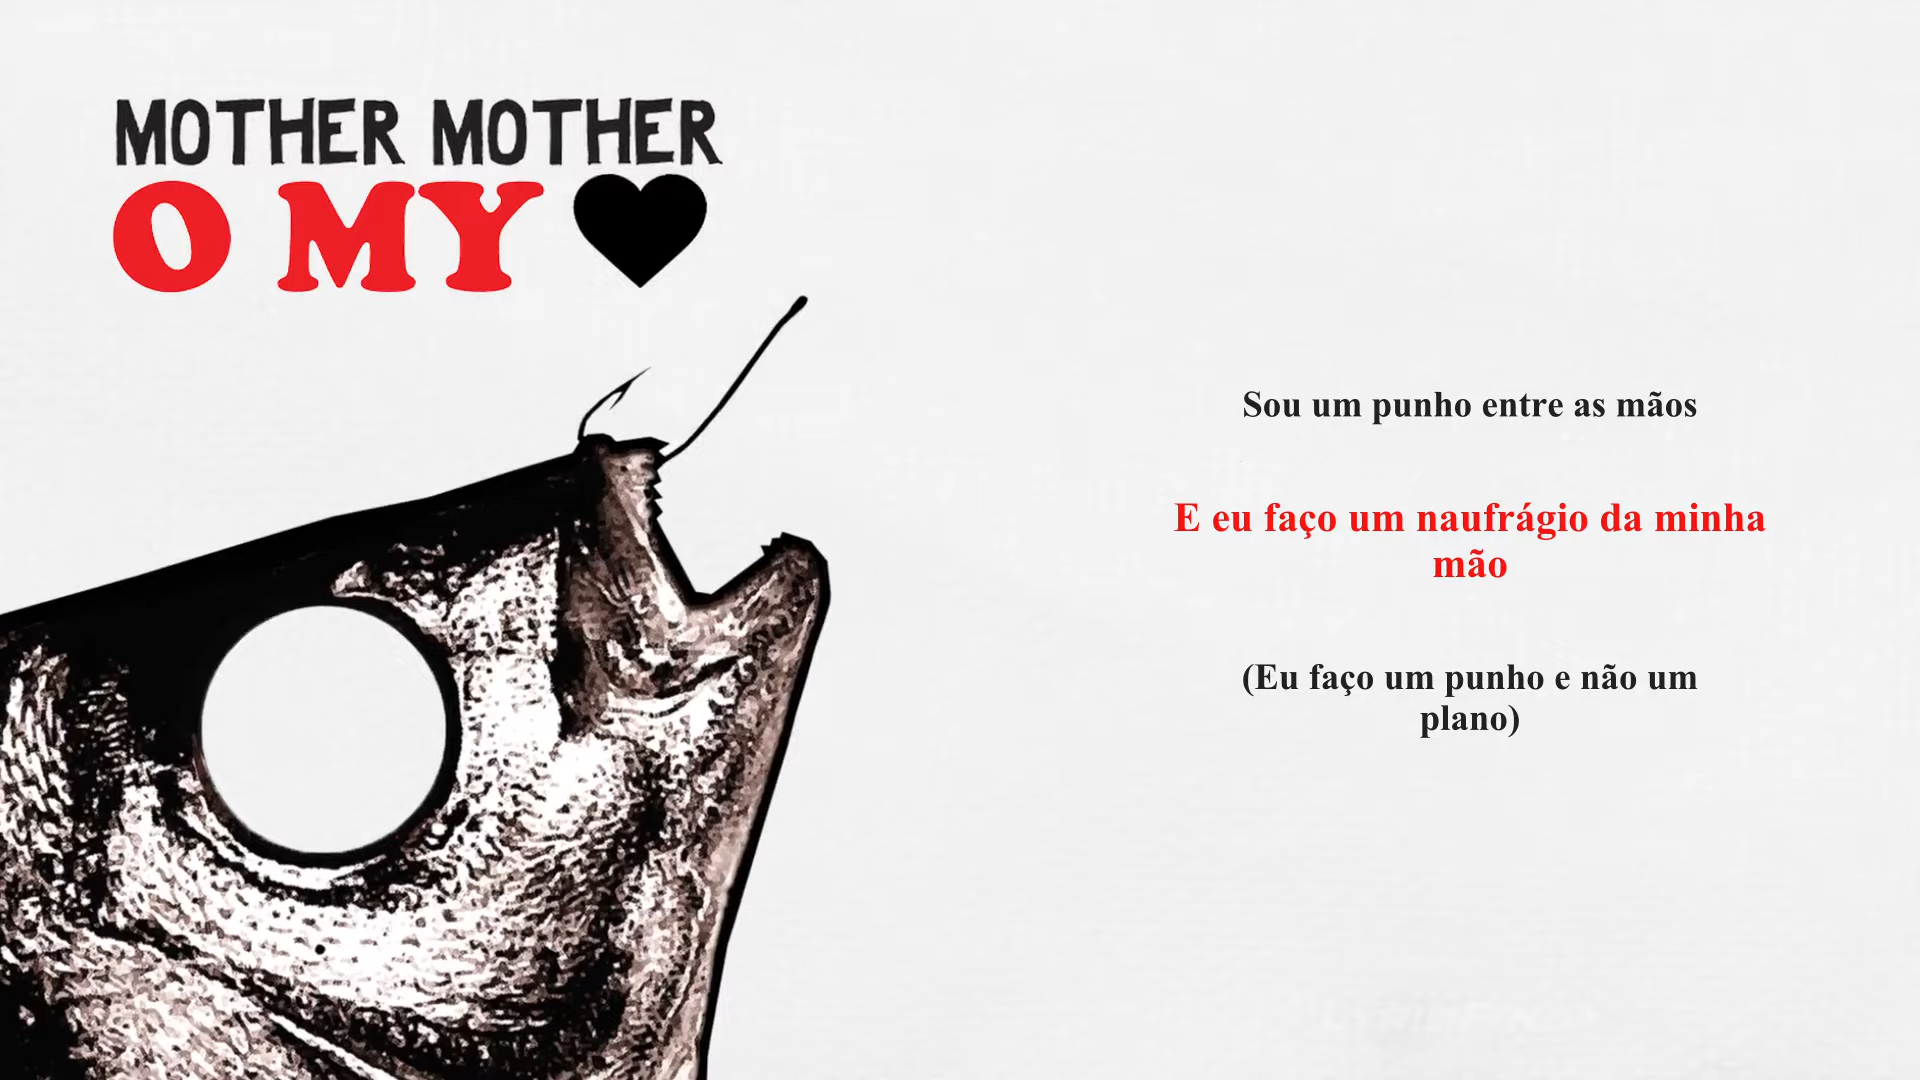 MOTHER MOTHER
O MY ♥
Sou um punho entre as mãos
E eu faço um naufrágio da minha
mão
(Eu faço um punho e não um
plano)